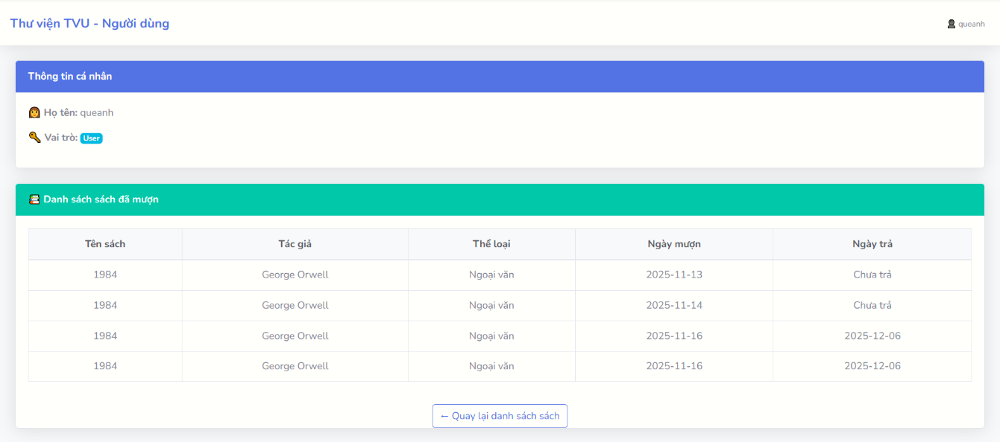 Thư viện TVU - Người dùng
queanh
Thông tin cá nhân
Họ tên: queanh
Vai trò: User
Danh sách sách đã mượn
Tên sách Tác giả Thể loại Ngày mượn Ngày trả
1984 George Orwell Ngoại văn 2025-11-13 Chưa trả
1984 George Orwell Ngoại văn 2025-11-14 Chưa trả
1984 George Orwell Ngoại văn 2025-11-16 2025-12-06
1984 George Orwell Ngoại văn 2025-11-16 2025-12-06
← Quay lại danh sách sách